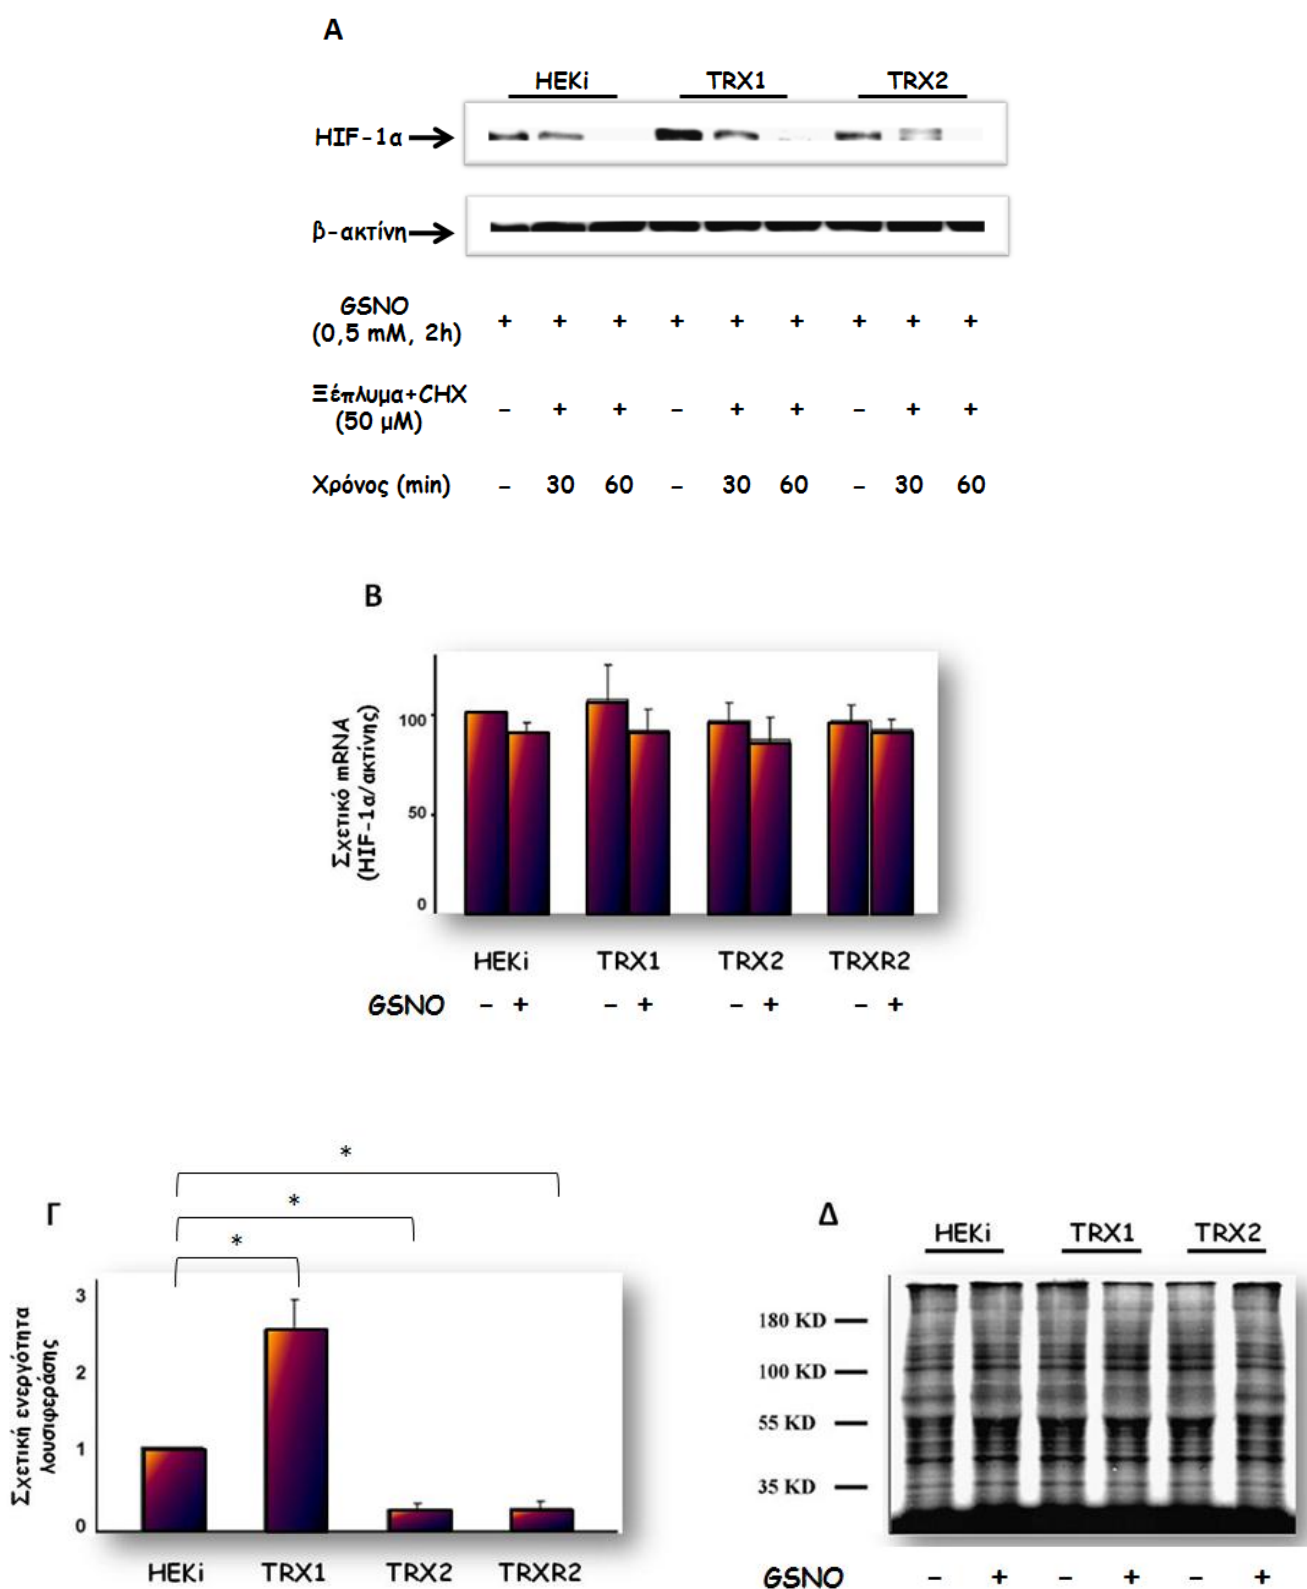 A
HEKi TRX1 TRX2
HIF-1α
β-ακτίνη
GSNO
(0,5 mM, 2h)
+ + + + + + + + +
Ξέπλυμα+CHX
(50 μM)
- + + - + + - + +
Χρόνος (min) - 30 60 - 30 60 - 30 60
B
Σχετικό mRNA
(HIF-1α/ακτίνης)
100
50
0
HEKi TRX1 TRX2 TRXR2
GSNO - + - + - + - +
*
*
*
Γ
Σχετική ενεργότητα
λουσιφεράσης
3
2
1
0
HEKi TRX1 TRX2 TRXR2
Δ
HEKi TRX1 TRX2
180 KD
100 KD
55 KD
35 KD
GSNO - + - + - +